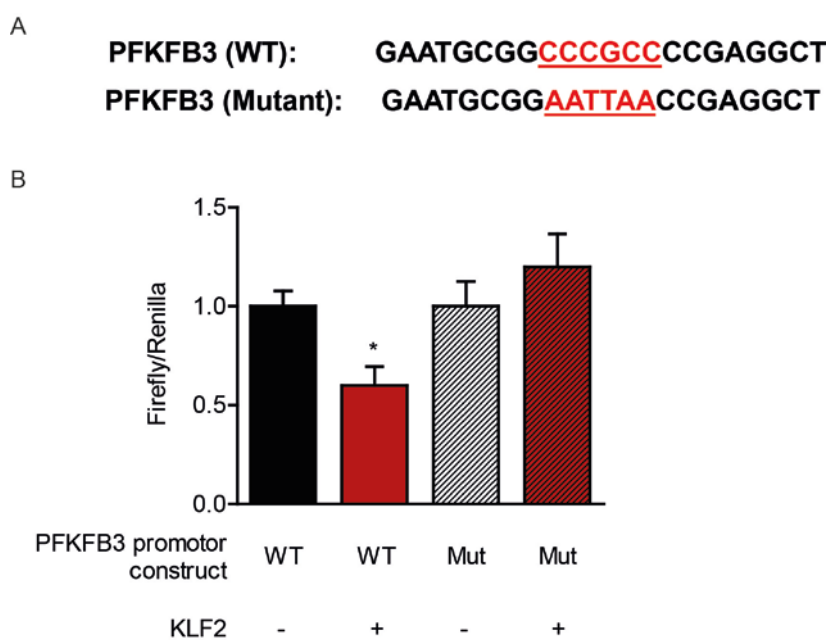 A
PFKFB3 (WT): GAATGCGGCCCGCCCCGAGGCT
PFKFB3 (Mutant): GAATGCGGAATTAACCGAGGCT
B
1.5
1.0
0.5
0.0
Firefly/Renilla
*
PFKFB3 promotor
construct
WT WT Mut Mut
KLF2 - + - +